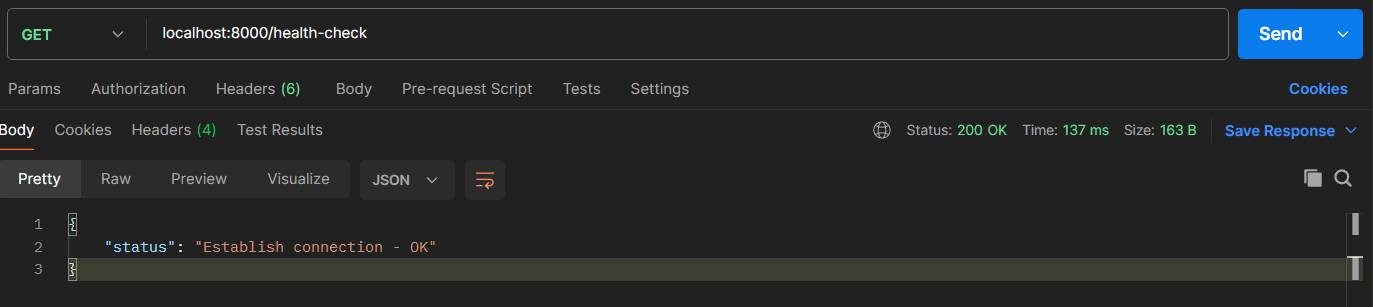 GET localhost:8000/health-check Send
Params Authorization Headers (6) Body Pre-request Script Tests Settings Cookies
Body Cookies Headers (4) Test Results Status: 200 OK Time: 137 ms Size: 163 B Save Response
Pretty Raw Preview Visualize JSON
1 {
2 "status": "Establish connection - OK"
3 }